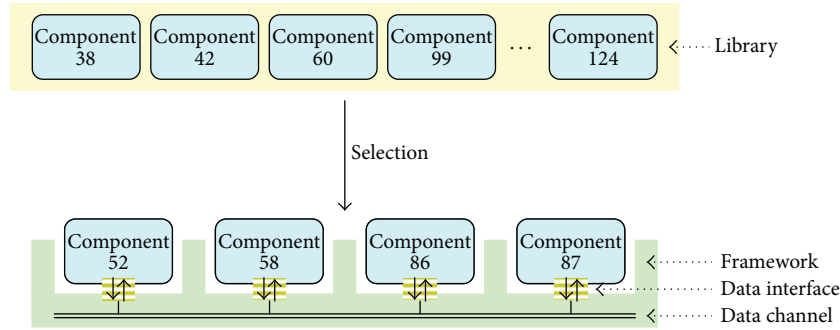 Component
38
Component
42
Component
60
Component
99
...
Component
124
Library
Selection
Component
52
Component
58
Component
86
Component
87
Framework
Data interface
Data channel